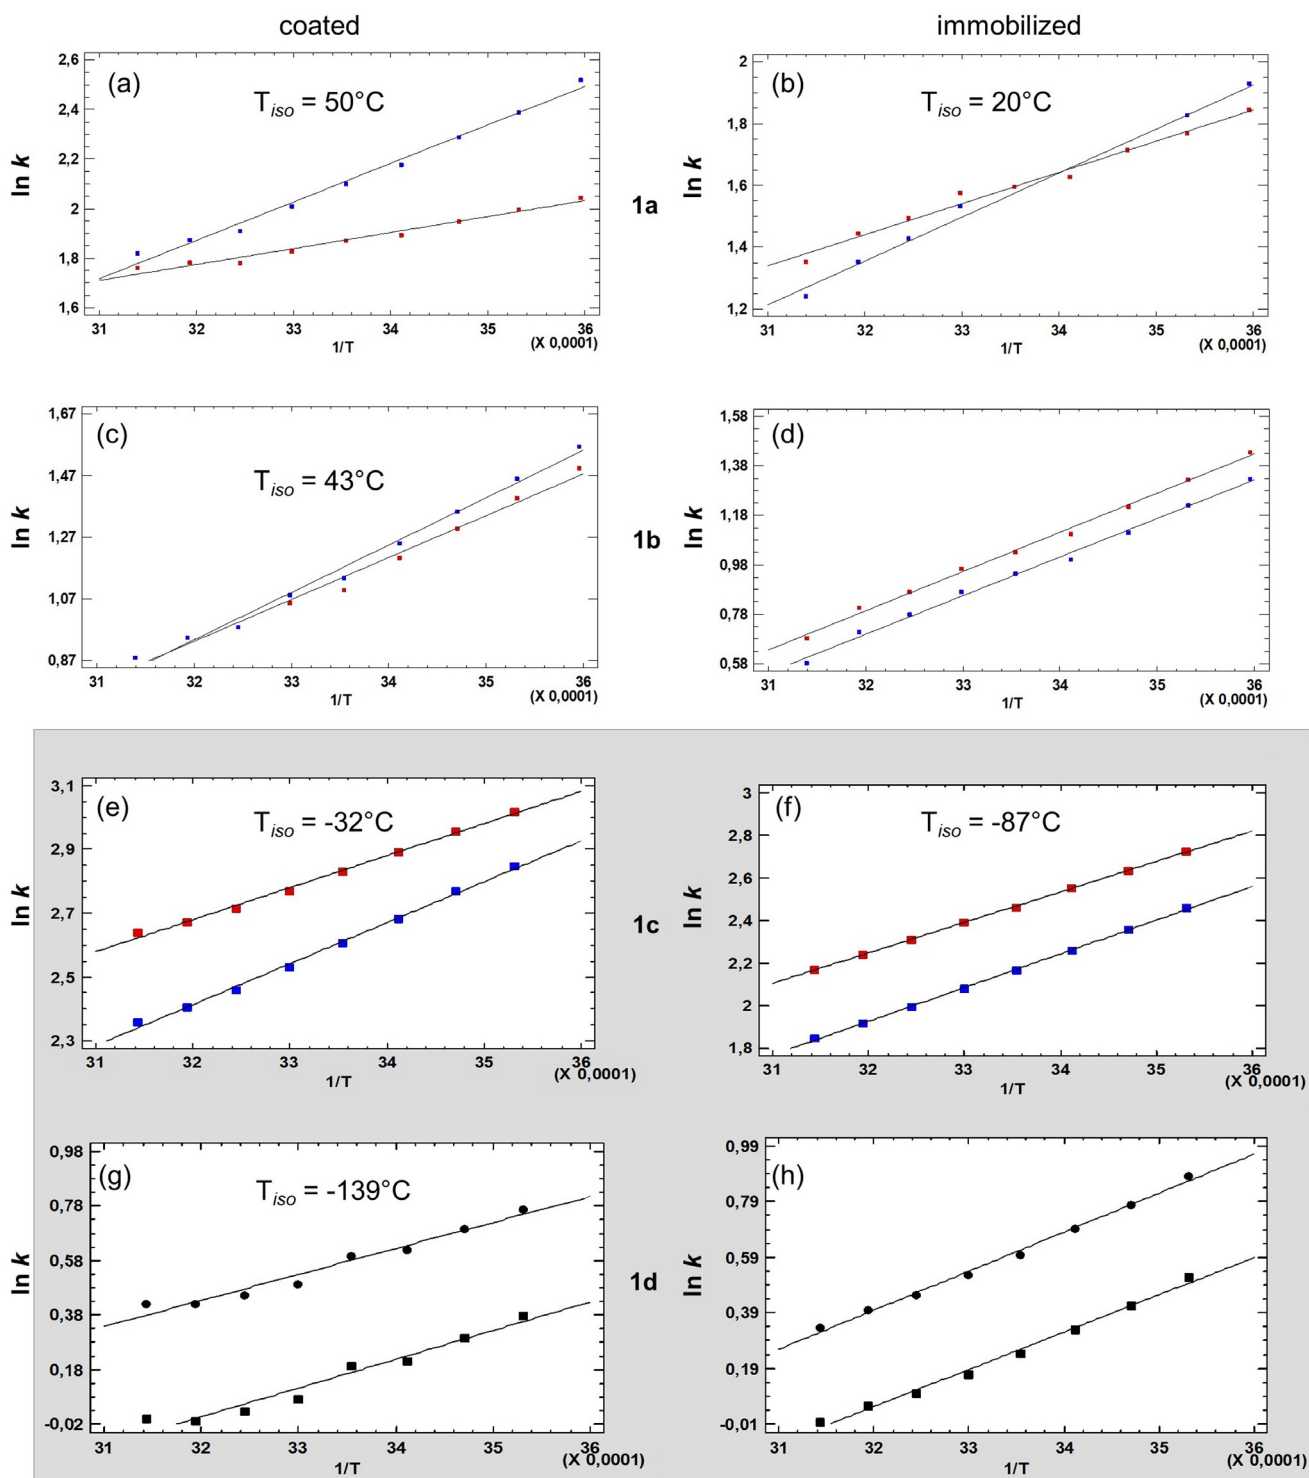 coated
immobilized
(a)
T_iso = 50°C
2,6
2,4
2,2
2
1,8
1,6
ln k
31 32 33 34 35 36
1/T
(X 0,0001)
1a
(b)
T_iso = 20°C
2
1,8
1,6
1,4
1,2
ln k
31 32 33 34 35 36
1/T
(X 0,0001)
(c)
T_iso = 43°C
1,67
1,47
1,27
1,07
0,87
ln k
31 32 33 34 35 36
1/T
(X 0,0001)
1b
(d)
1,58
1,38
1,18
0,98
0,78
0,58
ln k
31 32 33 34 35 36
1/T
(X 0,0001)
(e)
T_iso = -32°C
3,1
2,9
2,7
2,5
2,3
ln k
31 32 33 34 35 36
1/T
(X 0,0001)
1c
(f)
T_iso = -87°C
3
2,8
2,6
2,4
2,2
2
1,8
ln k
31 32 33 34 35 36
1/T
(X 0,0001)
(g)
T_iso = -139°C
0,98
0,78
0,58
0,38
0,18
-0,02
ln k
31 32 33 34 35 36
1/T
(X 0,0001)
1d
(h)
0,99
0,79
0,59
0,39
0,19
-0,01
ln k
31 32 33 34 35 36
1/T
(X 0,0001)